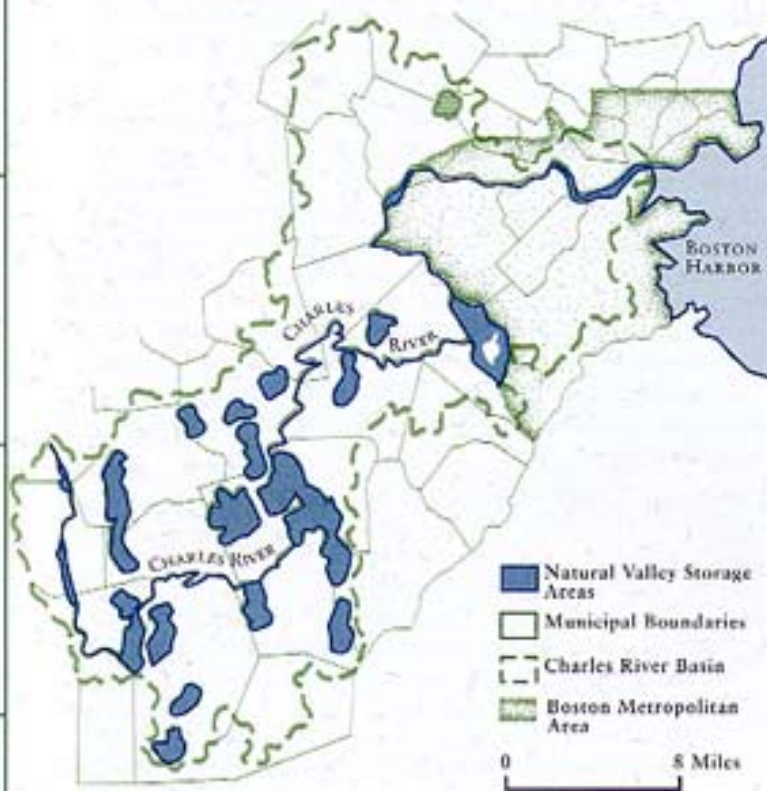 BOSTON
HARBOR
CHARLES
RIVER
CHARLES RIVER
Natural Valley Storage
Areas
Municipal Boundaries
Charles River Basin
Boston Metropolitan
Area
0 8 Miles